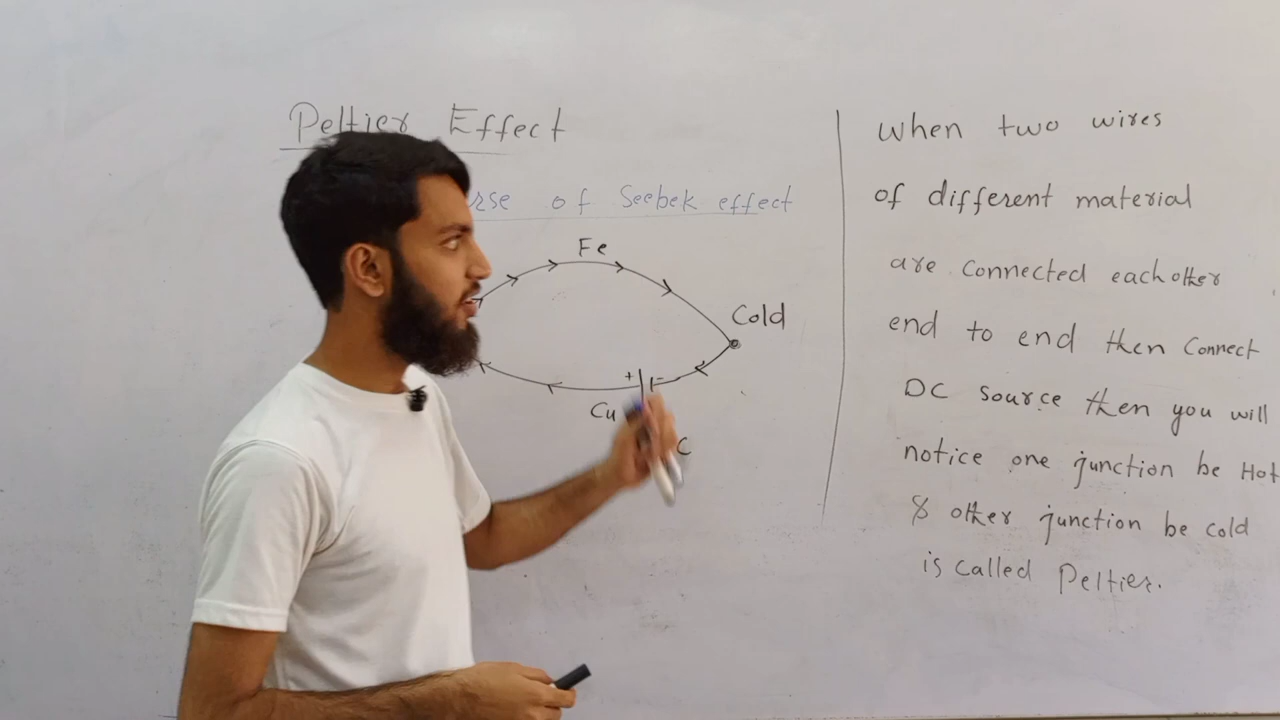 Peltier Effect
of Seebek effect
Fe
Cold
+ -
Cu
C
When two wires
of different material
are connected each other
end to end then Connect
DC source then you will
notice one junction be Hot
& other junction be cold
is called Peltier.